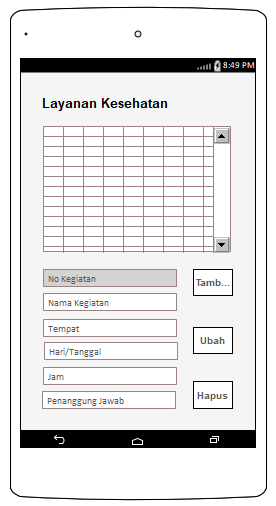 8:49 PM
Layanan Kesehatan
No Kegiatan
Tamb...
Nama Kegiatan
Tempat
Ubah
Hari/Tanggal
Jam
Penanggung Jawab
Hapus